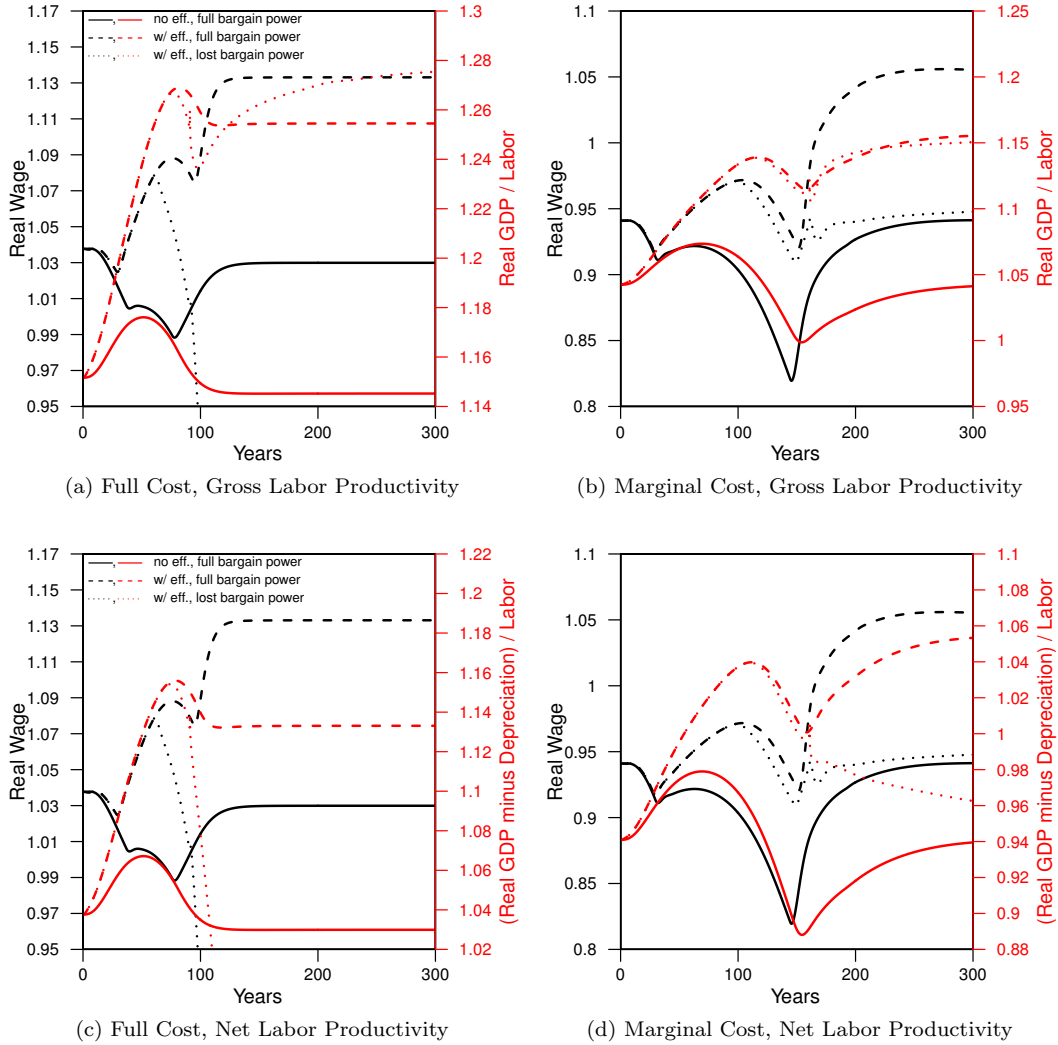 1.17
1.15
1.13
1.11
1.09
1.07
1.05
1.03
1.01
0.99
0.97
0.95
Real Wage
no eff., full bargain power
w/ eff., full bargain power
w/ eff., lost bargain power
1.3
1.28
1.26
1.24
1.22
1.2
1.18
1.16
1.14
Real GDP / Labor
0 100 200 300
Years
(a) Full Cost, Gross Labor Productivity
1.1
1.05
1
0.95
0.9
0.85
0.8
Real Wage
1.25
1.2
1.15
1.1
1.05
1
0.95
Real GDP / Labor
0 100 200 300
Years
(b) Marginal Cost, Gross Labor Productivity
1.17
1.15
1.13
1.11
1.09
1.07
1.05
1.03
1.01
0.99
0.97
0.95
Real Wage
no eff., full bargain power
w/ eff., full bargain power
w/ eff., lost bargain power
1.22
1.2
1.18
1.16
1.14
1.12
1.1
1.08
1.06
1.04
1.02
(Real GDP minus Depreciation) / Labor
0 100 200 300
Years
(c) Full Cost, Net Labor Productivity
1.1
1.05
1
0.95
0.9
0.85
0.8
Real Wage
1.1
1.08
1.06
1.04
1.02
1
0.98
0.96
0.94
0.92
0.9
0.88
(Real GDP minus Depreciation) / Labor
0 100 200 300
Years
(d) Marginal Cost, Net Labor Productivity